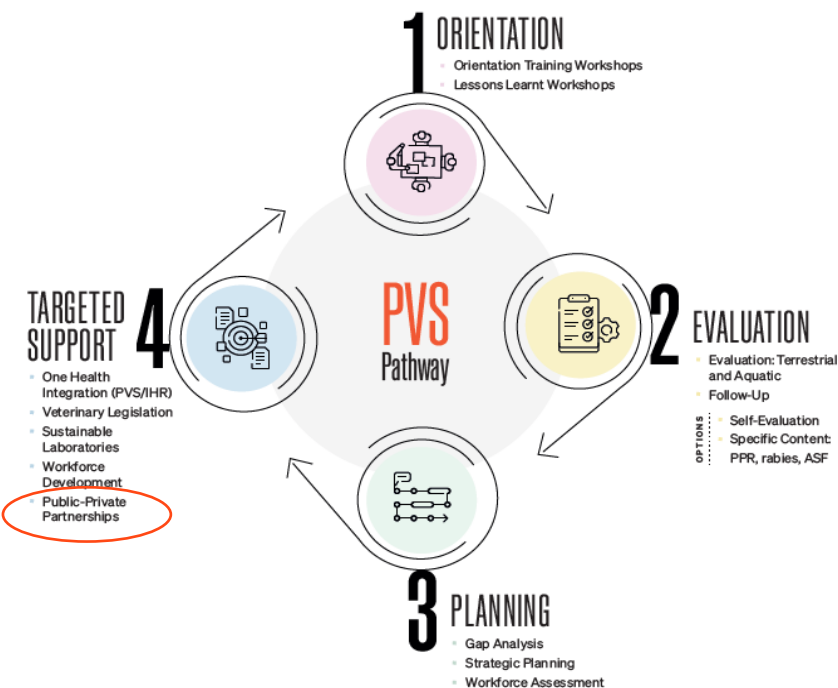 1 ORIENTATION
Orientation Training Workshops
Lessons Learnt Workshops
PVS
Pathway
2 EVALUATION
Evaluation: Terrestrial
and Aquatic
Follow-Up
OPTIONS
Self-Evaluation
Specific Content:
PPR, rabies, ASF
3 PLANNING
Gap Analysis
Strategic Planning
Workforce Assessment
TARGETED
SUPPORT 4
One Health
Integration (PVS/IHR)
Veterinary Legislation
Sustainable
Laboratories
Workforce
Development
Public-Private
Partnerships